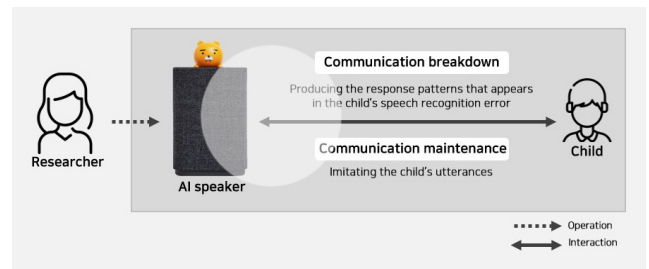 Communication breakdown
Producing the response patterns that appears
in the child's speech recognition error
Communication maintenance
Imitating the child's utterances
Researcher
AI speaker
Child
Operation
Interaction